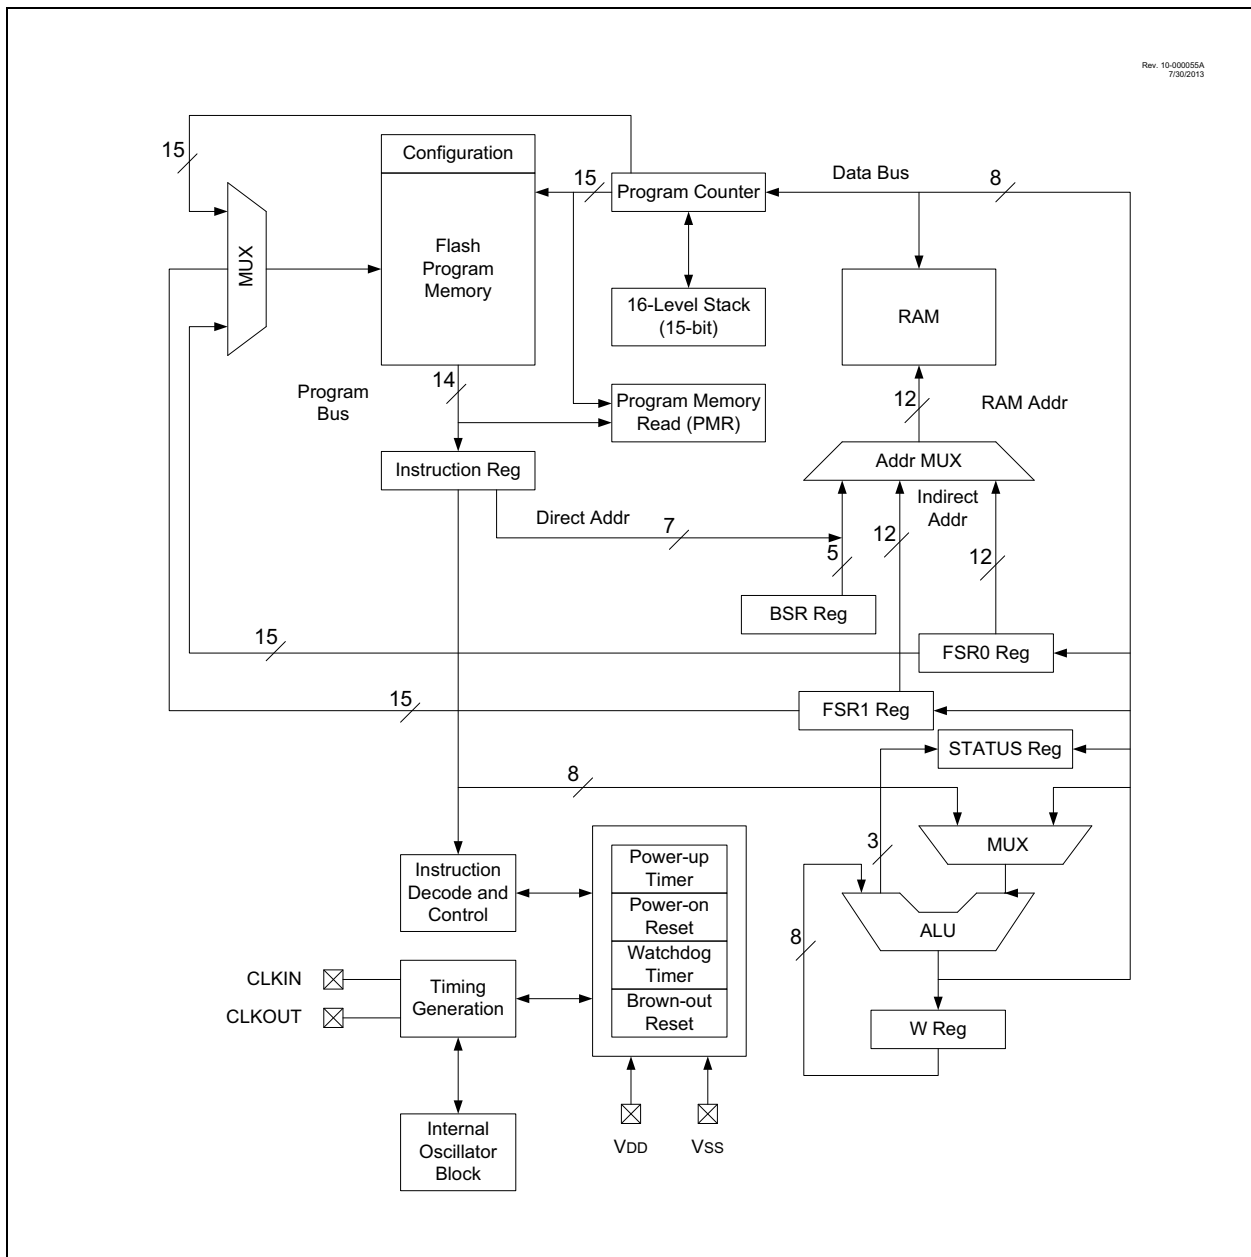 Rev. 10-000055A
7/30/2013
15
Configuration
15
Program Counter
Data Bus
8
MUX
Flash
Program
Memory
16-Level Stack
(15-bit)
RAM
Program
Bus
14
Program Memory
Read (PMR)
12
RAM Addr
Instruction Reg
Addr MUX
Direct Addr
7
Indirect
Addr
12
5
12
BSR Reg
15
FSR0 Reg
15
FSR1 Reg
STATUS Reg
8
3
MUX
Power-up
Timer
Instruction
Decode and
Control
Power-on
Reset
8
ALU
Watchdog
Timer
CLKIN
Timing
Generation
Brown-out
Reset
CLKOUT
W Reg
Internal
Oscillator
Block
VDD
VSS